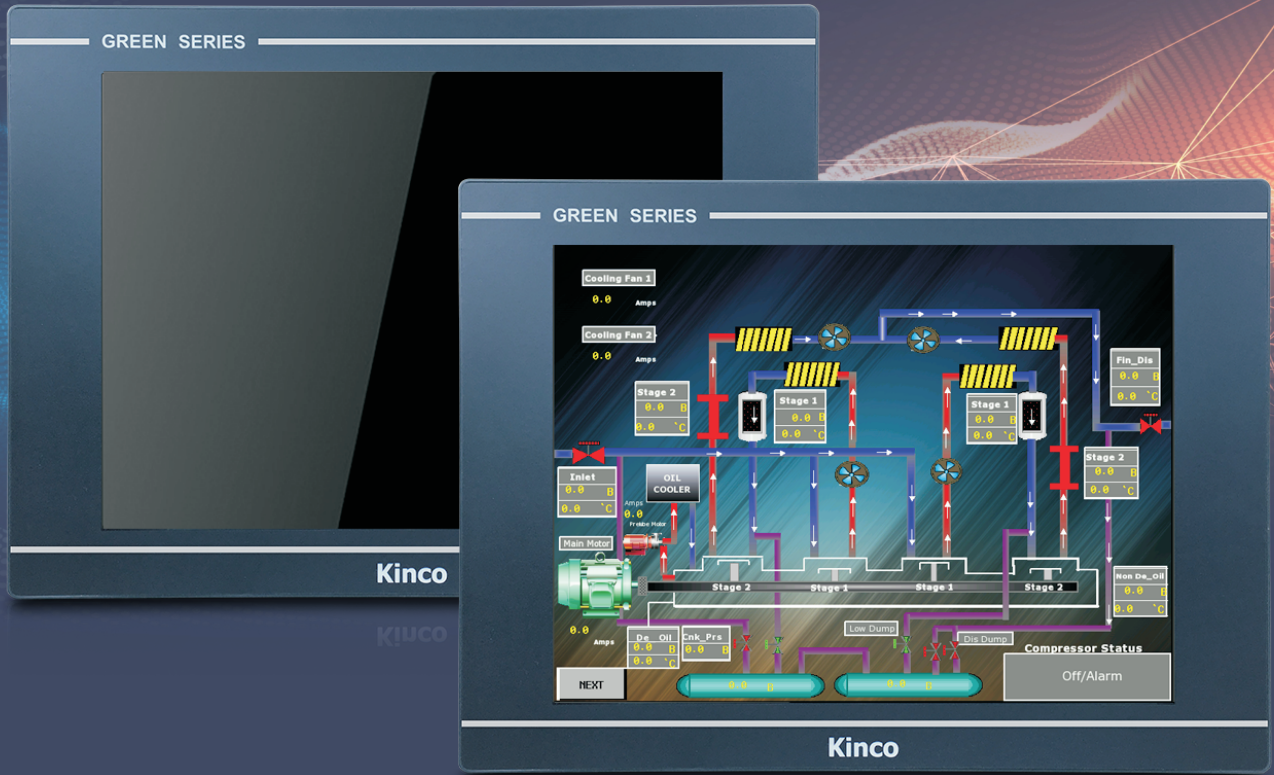 GREEN SERIES
Kinco
GREEN SERIES
Cooling Fan 1
0.0 Amps
Cooling Fan 2
0.0 Amps
Fin_Dis
0.0 B
0.0 `C
Stage 2
0.0 B
0.0 `C
Stage 1
0.0 B
0.0 `C
Stage 1
0.0 B
0.0 `C
Stage 2
0.0 B
0.0 `C
Inlet
0.0 B
0.0 `C
OIL
COOLER
Amps
0.0
Prelube Motor
Main Motor
Stage 2
Stage 1
Stage 1
Stage 2
Non De_Oil
0.0 B
0.0 `C
0.0 Amps
De Oil
0.0 B
0.0 `C
Cnk_Prs
0.0 B
Low Dump
Dis Dump
Compressor Status
Off/Alarm
NEXT
0.0 B
0.0 B
Kinco